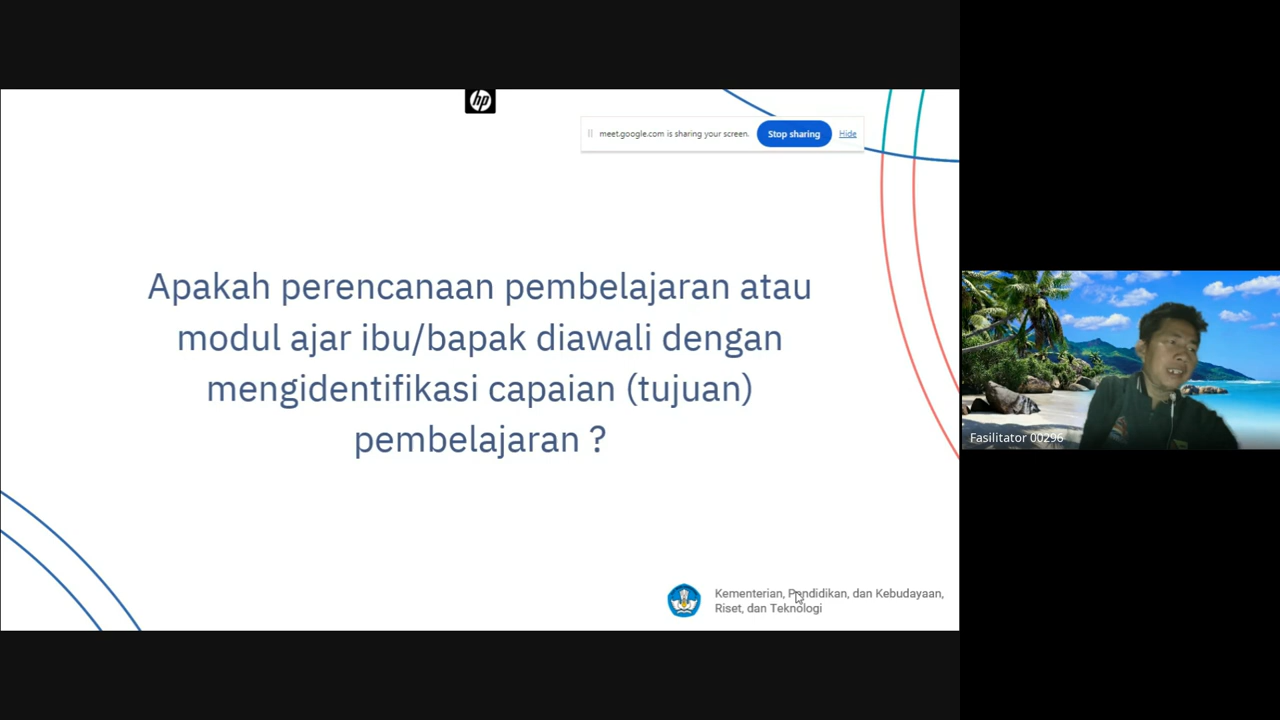 hp
meet.google.com is sharing your screen.
Stop sharing
Hide
Apakah perencanaan pembelajaran atau
modul ajar ibu/bapak diawali dengan
mengidentifikasi capaian (tujuan)
pembelajaran ?
Fasilitator 00296
Kementerian, Pendidikan, dan Kebudayaan,
Riset, dan Teknologi